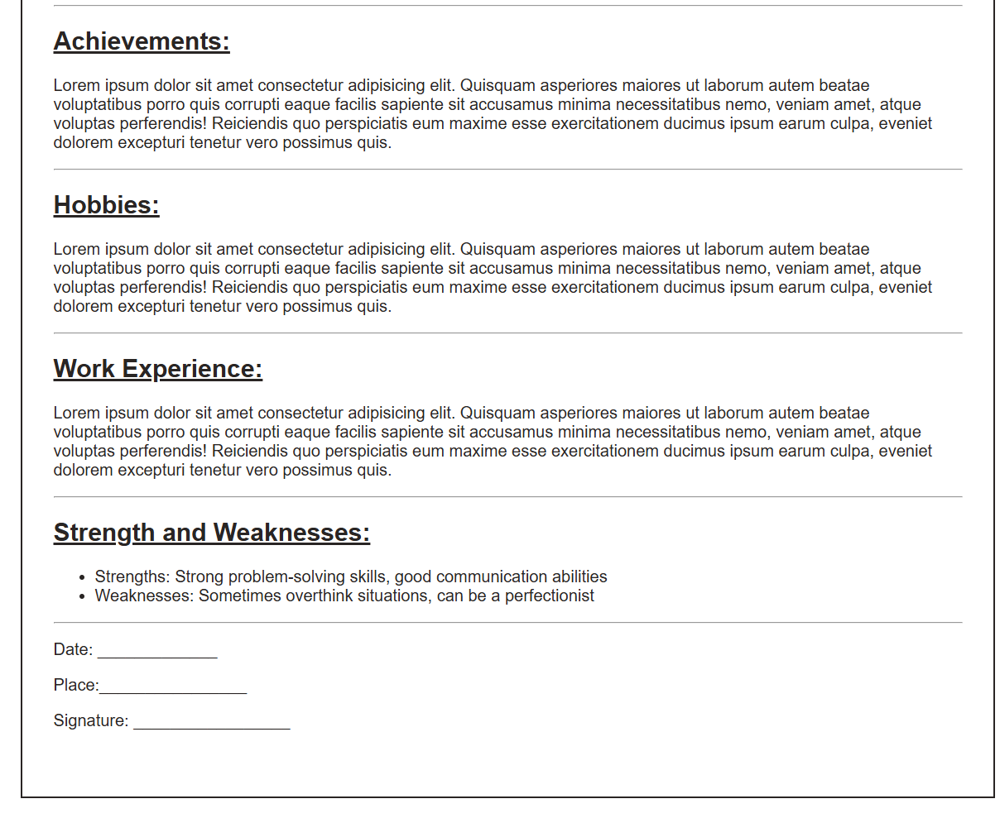 Achievements:
Lorem ipsum dolor sit amet consectetur adipisicing elit. Quisquam asperiores maiores ut laborum autem beatae
voluptatibus porro quis corrupti eaque facilis sapiente sit accusamus minima necessitatibus nemo, veniam amet, atque
voluptas perferendis! Reiciendis quo perspiciatis eum maxime esse exercitationem ducimus ipsum earum culpa, eveniet
dolorem excepturi tenetur vero possimus quis.
Hobbies:
Lorem ipsum dolor sit amet consectetur adipisicing elit. Quisquam asperiores maiores ut laborum autem beatae
voluptatibus porro quis corrupti eaque facilis sapiente sit accusamus minima necessitatibus nemo, veniam amet, atque
voluptas perferendis! Reiciendis quo perspiciatis eum maxime esse exercitationem ducimus ipsum earum culpa, eveniet
dolorem excepturi tenetur vero possimus quis.
Work Experience:
Lorem ipsum dolor sit amet consectetur adipisicing elit. Quisquam asperiores maiores ut laborum autem beatae
voluptatibus porro quis corrupti eaque facilis sapiente sit accusamus minima necessitatibus nemo, veniam amet, atque
voluptas perferendis! Reiciendis quo perspiciatis eum maxime esse exercitationem ducimus ipsum earum culpa, eveniet
dolorem excepturi tenetur vero possimus quis.
Strength and Weaknesses:
• Strengths: Strong problem-solving skills, good communication abilities
• Weaknesses: Sometimes overthink situations, can be a perfectionist
Date: _____________
Place:________________
Signature: _________________